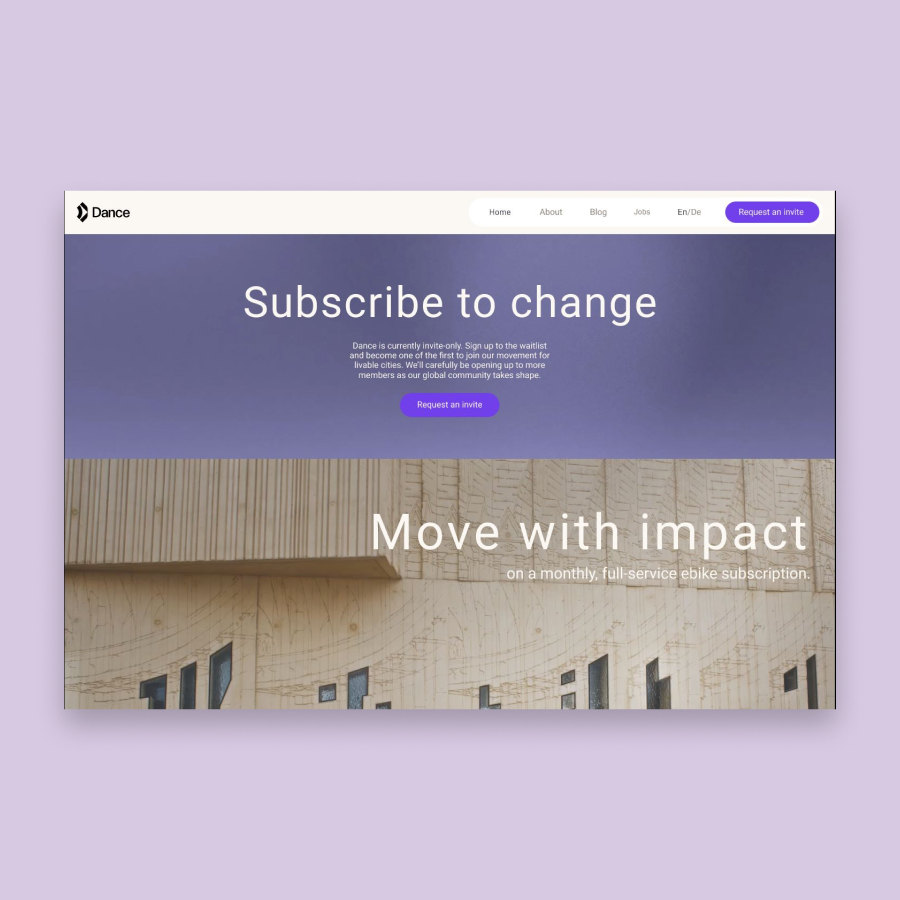 Dance
Home About Blog Jobs En/De Request an invite
Subscribe to change
Dance is currently invite-only. Sign up to the waitlist
and become one of the first to join our movement for
livable cities. We'll carefully be opening up to more
members as our global community takes shape.
Request an invite
Move with impact
on a monthly, full-service ebike subscription.